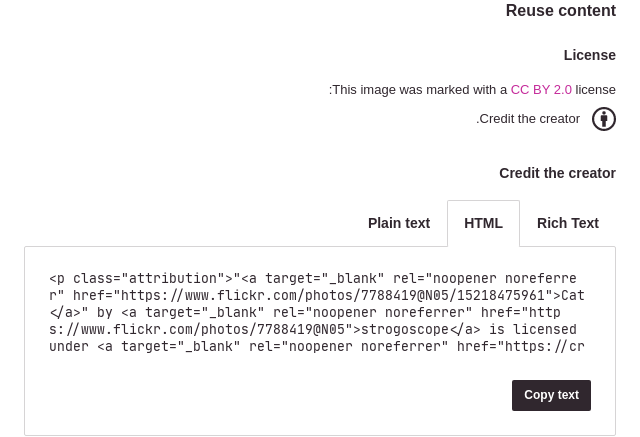 Reuse content
License
:This image was marked with a CC BY 2.0 license
.Credit the creator
Credit the creator
Plain text HTML Rich Text
<p class="attribution">"<a target="_blank" rel="noopener noreferre
r" href="https://www.flickr.com/photos/7788419@N05/15218475961">Cat
</a>" by <a target="_blank" rel="noopener noreferrer" href="http
s://www.flickr.com/photos/7788419@N05">strogoscope</a> is licensed
under <a target="_blank" rel="noopener noreferrer" href="https://cr
Copy text